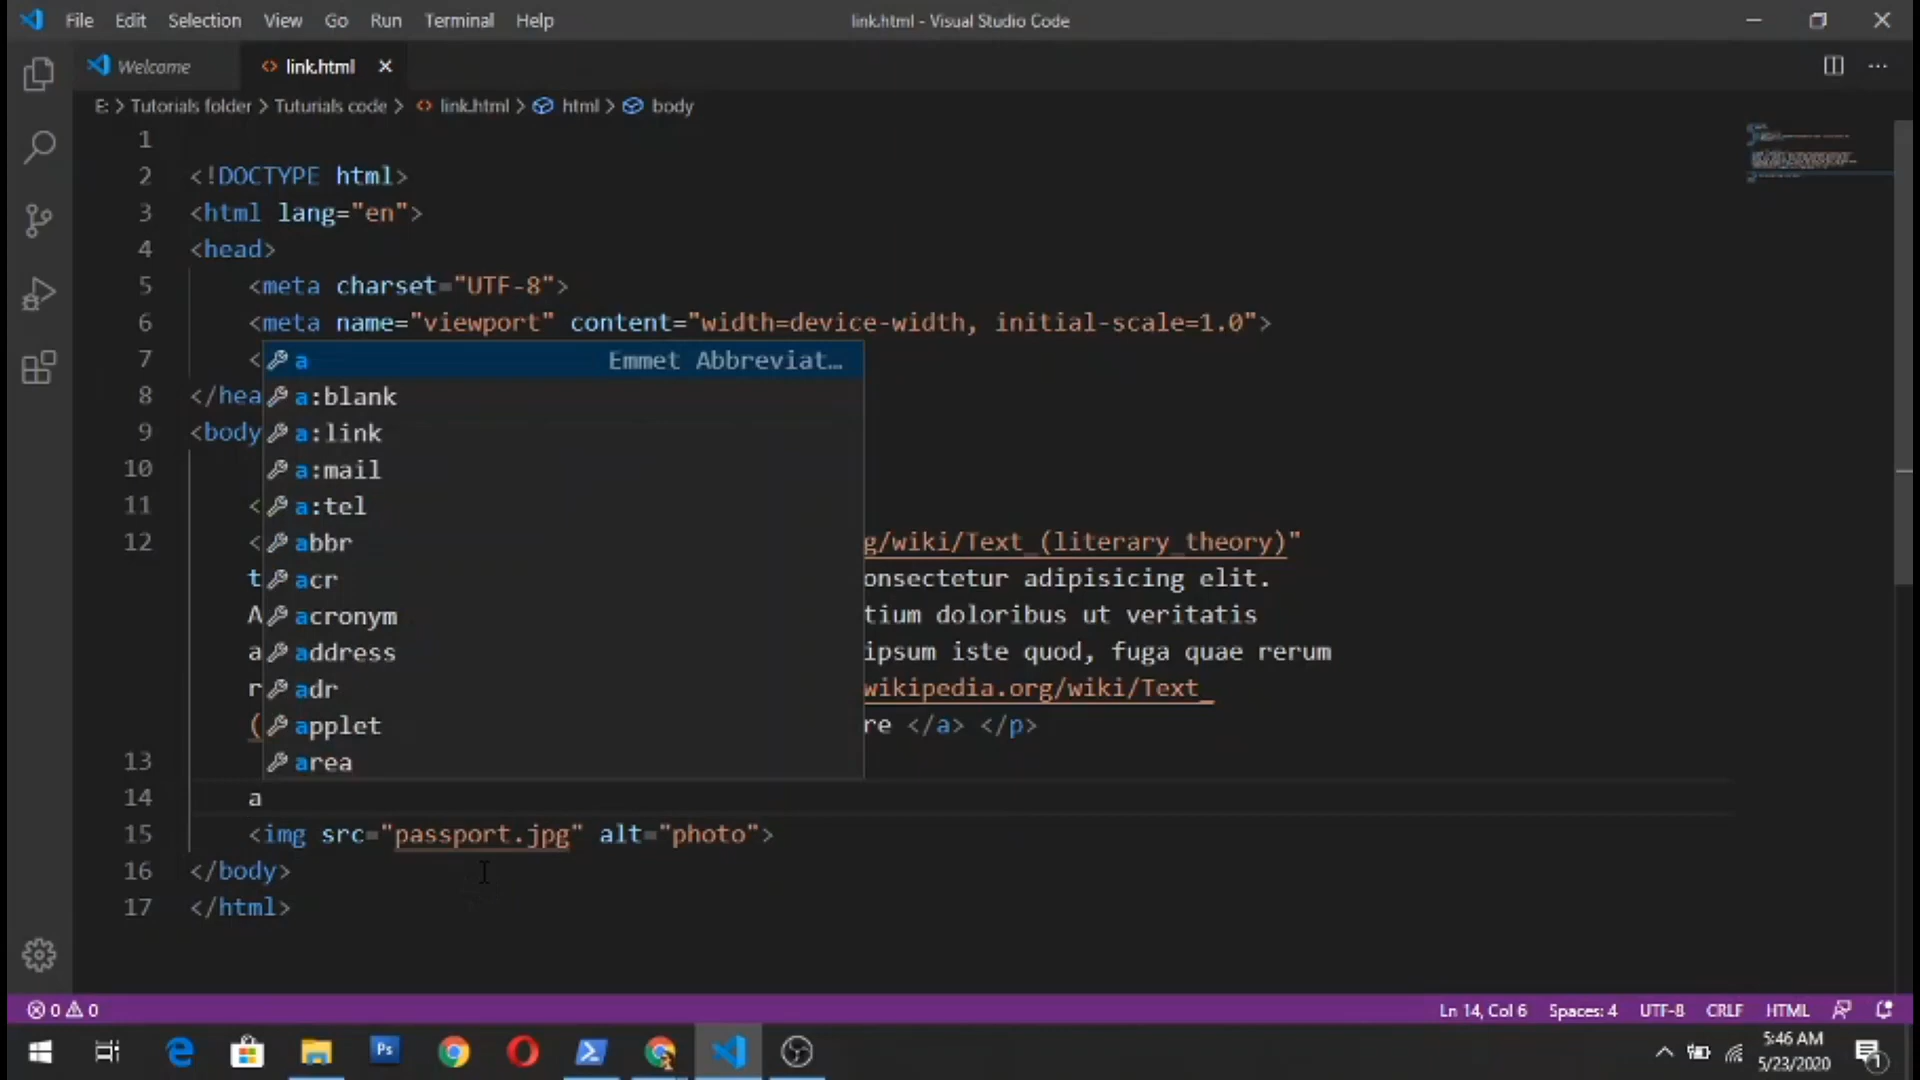 File Edit Selection View Go Run Terminal Help link.html - Visual Studio Code
Welcome link.html
E: > Tutorials folder > Tuturials code > link.html > html > body
1
2 <!DOCTYPE html>
3 <html lang="en">
4 <head>
5 <meta charset="UTF-8">
6 <meta name="viewport" content="width=device-width, initial-scale=1.0">
7 < a Emmet Abbreviat…
8 </hea a:blank
9 <body a:link
10 a:mail
11 < a:tel
12 < abbr g/wiki/Text_(literary_theory)"
t acr onsectetur adipisicing elit.
A acronym tium doloribus ut veritatis
a address ipsum iste quod, fuga quae rerum
r adr wikipedia.org/wiki/Text_
( applet re </a> </p>
13 area
14 a
15 <img src="passport.jpg" alt="photo">
16 </body>
17 </html>
0 0 Ln 14, Col 6 Spaces: 4 UTF-8 CRLF HTML
Ps 5:46 AM
5/23/2020 1